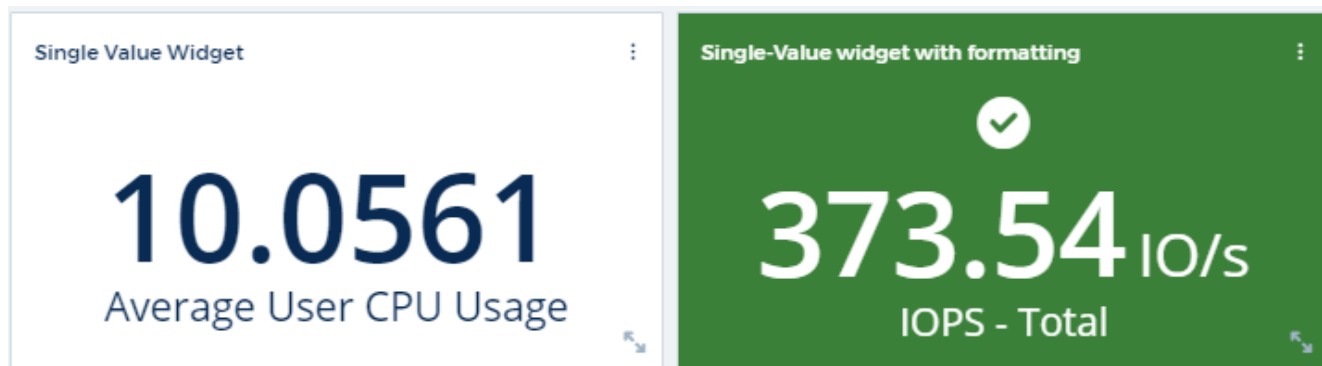 Single Value Widget
10.0561
Average User CPU Usage
Single-Value widget with formatting
373.54 IO/s
IOPS - Total